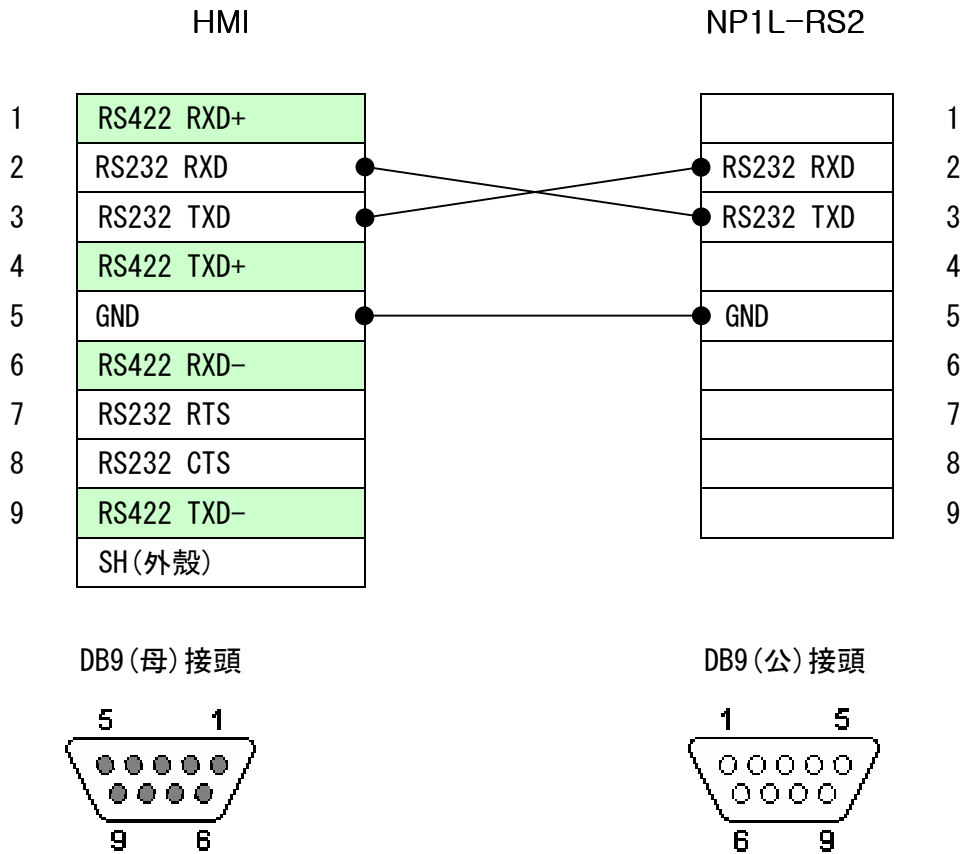 HMI NP1L-RS2
1 RS422 RXD+ 1
2 RS232 RXD RS232 RXD 2
3 RS232 TXD RS232 TXD 3
4 RS422 TXD+ 4
5 GND GND 5
6 RS422 RXD- 6
7 RS232 RTS 7
8 RS232 CTS 8
9 RS422 TXD- 9
SH(外殼)
DB9(母)接頭 DB9(公)接頭
5 1 1 5
9 6 6 9